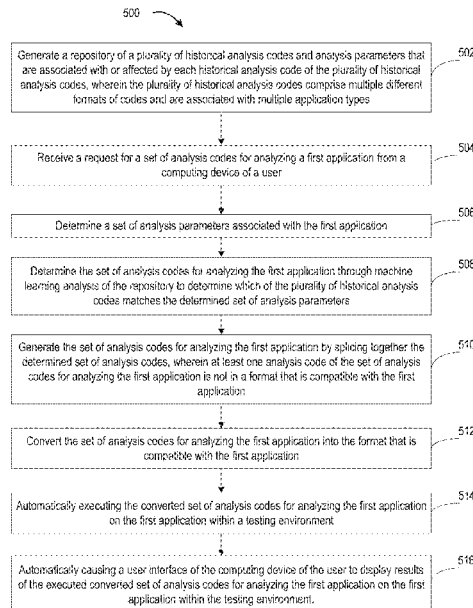 500
Generate a repository of a plurality of historical analysis codes and analysis parameters that
are associated with or affected by each historical analysis code of the plurality of historical
analysis codes, wherein the plurality of historical analysis codes comprise multiple different
formats of codes and are associated with multiple application types
502
Receive a request for a set of analysis codes for analyzing a first application from a
computing device of a user
504
Determine a set of analysis parameters associated with the first application
506
Determine the set of analysis codes for analyzing the first application through machine
learning analysis of the repository to determine which of the plurality of historical analysis
codes matches the determined set of analysis parameters
508
Generate the set of analysis codes for analyzing the first application by splicing together the
determined set of analysis codes, wherein at least one analysis code of the set of analysis
codes for analyzing the first application is not in a format that is compatible with the first
application
510
Convert the set of analysis codes for analyzing the first application into the format that is
compatible with the first application
512
Automatically executing the converted set of analysis codes for analyzing the first application
on the first application within a testing environment
514
Automatically causing a user interface of the computing device of the user to display results
of the executed converted set of analysis codes for analyzing the first application on the first
application within the testing environment.
516